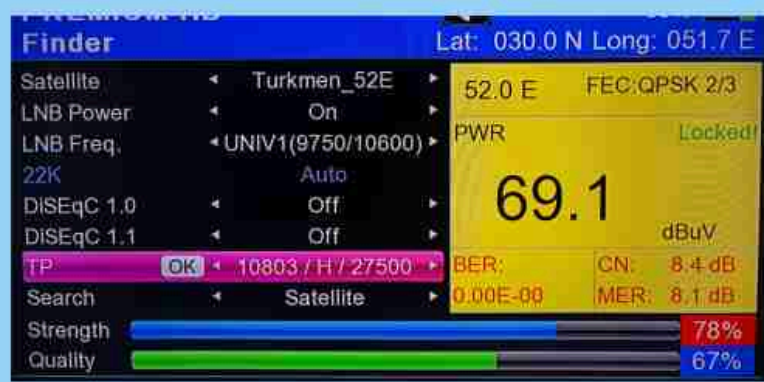 Finder
Lat: 030.0 N Long: 051.7 E
Satellite Turkmen_52E
LNB Power On
LNB Freq. UNIV1(9750/10600)
22K Auto
DiSEqC 1.0 Off
DiSEqC 1.1 Off
TP OK 10803 / H / 27500
Search Satellite
52.0 E FEC:QPSK 2/3
PWR Locked!
69.1
dBuV
BER: CN: 8.4 dB
0.00E-00 MER: 8.1 dB
Strength 78%
Quality 67%